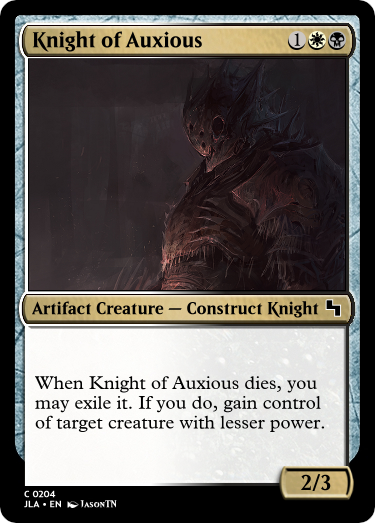 Knight of Auxious 1
Artifact Creature — Construct Knight
When Knight of Auxious dies, you
may exile it. If you do, gain control
of target creature with lesser power.
2/3
C 0204
JLA • EN JASONTN